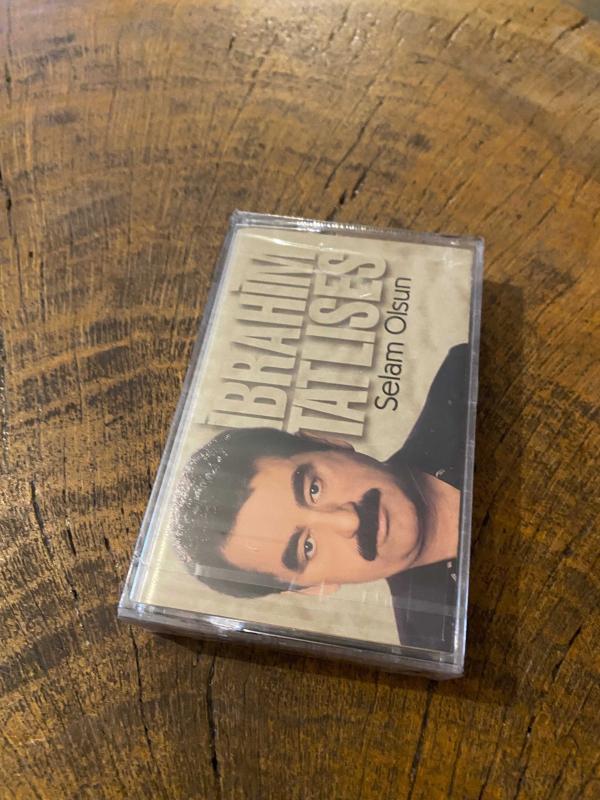 İBRAHİM
TATLISES
Selam Olsun